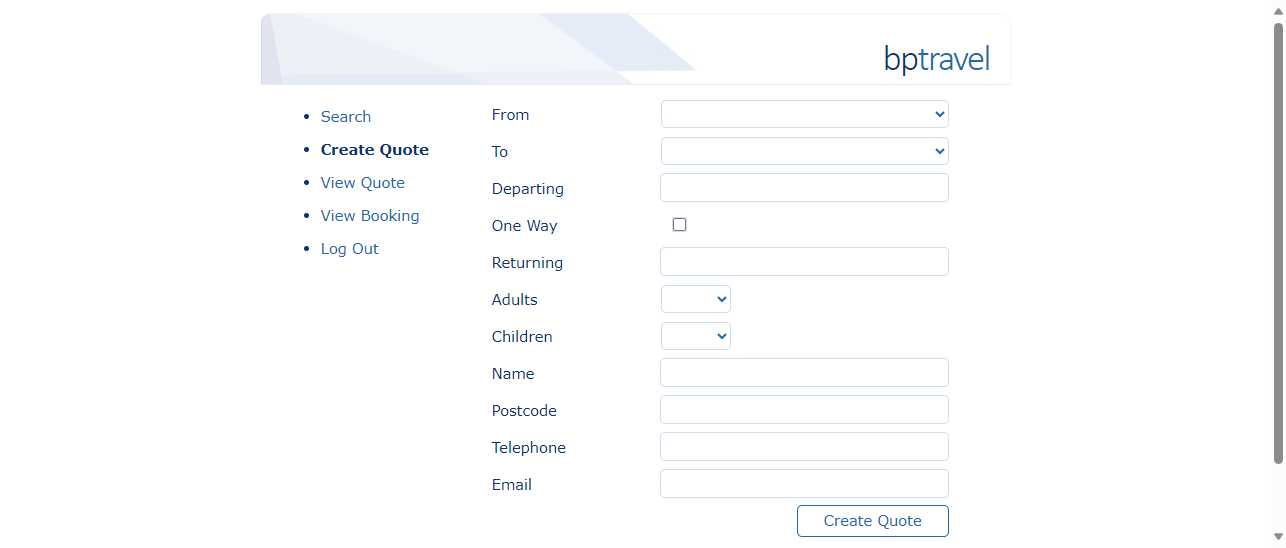 bptravel
Search
Create Quote
View Quote
View Booking
Log Out
From
To
Departing
One Way
Returning
Adults
Children
Name
Postcode
Telephone
Email
Create Quote